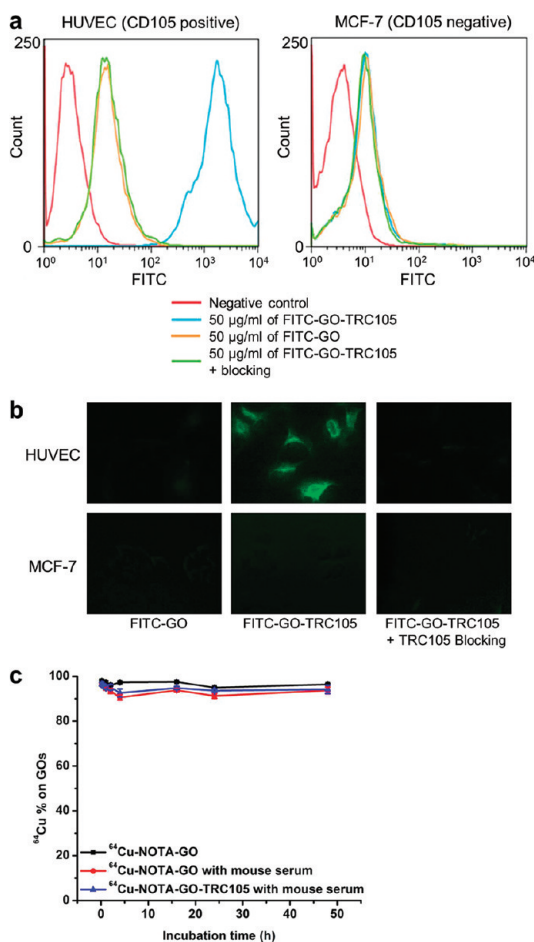 a
HUVEC (CD105 positive)
MCF-7 (CD105 negative)
250
Count
0
10⁰ 10¹ 10² 10³ 10⁴
FITC
250
Count
0
10⁰ 10¹ 10² 10³ 10⁴
FITC
Negative control
50 µg/ml of FITC-GO-TRC105
50 µg/ml of FITC-GO
50 µg/ml of FITC-GO-TRC105
+ blocking
b
HUVEC
MCF-7
FITC-GO
FITC-GO-TRC105
FITC-GO-TRC105
+ TRC105 Blocking
c
100
80
60
40
20
0
⁶⁴Cu % on GOs
⁶⁴Cu-NOTA-GO
⁶⁴Cu-NOTA-GO with mouse serum
⁶⁴Cu-NOTA-GO-TRC105 with mouse serum
0 10 20 30 40 50
Incubation time (h)